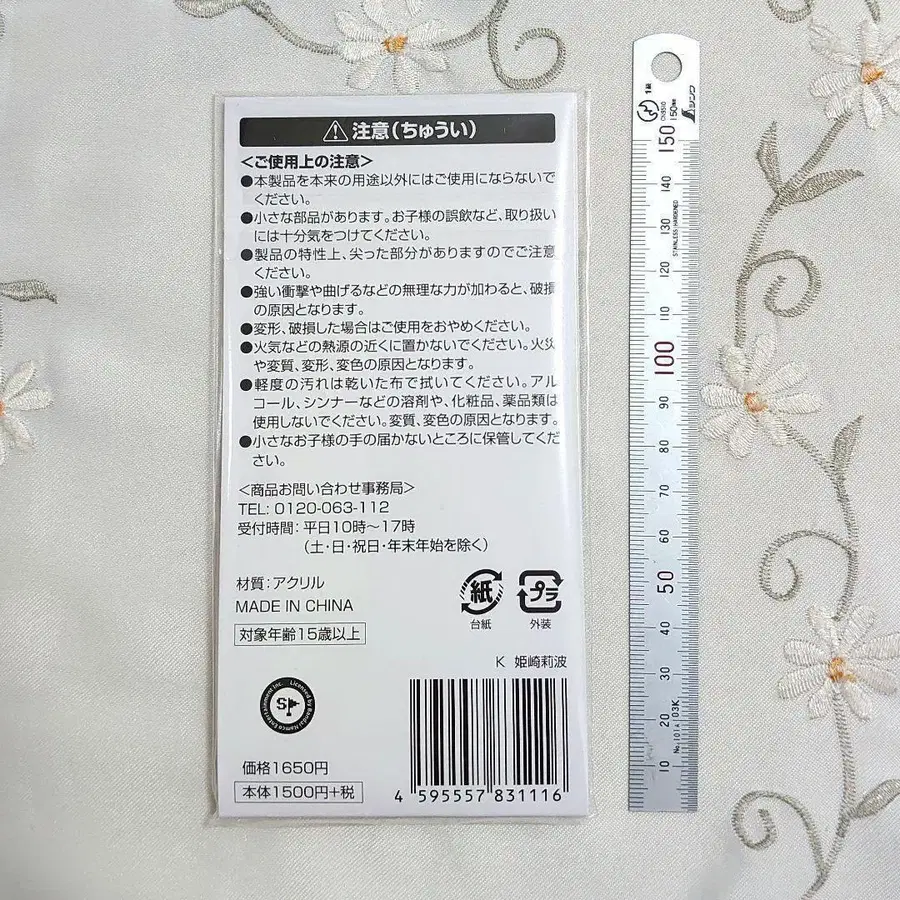 ⚠注意(ちゅうい)
<ご使用上の注意>
●本製品を本来の用途以外にはご使用にならないで
ください。
●小さな部品があります。お子様の誤飲など、取り扱い
には十分気をつけてください。
●製品の特性上、尖った部分がありますのでご注意
ください。
●強い衝撃や曲げるなどの無理な力が加わると、破損
の原因となります。
●変形、破損した場合はご使用をおやめください。
●火気などの熱源の近くに置かないでください。火災
や変質、変形、変色の原因となります。
●軽度の汚れは乾いた布で拭いてください。アル
コール、シンナーなどの溶剤や、化粧品、薬品類は
使用しないでください。変質、変色の原因となります。
●小さなお子様の手の届かないところに保管してくだ
さい。
<商品お問い合わせ事務局>
TEL: 0120-063-112
受付時間: 平日10時~17時
(土・日・祝日・年末年始を除く)
材質:アクリル
MADE IN CHINA
対象年齢15歳以上
紙
台紙
プラ
外装
K 姫崎莉波
Licensed by Bandai Namco Entertainment Inc.
SP
価格1650円
本体1500円+税
4 595557 831116
1級
150mm
シンワ
150
140
130
STANLESS HARDENED
120
110
100
90
80
70
60
50
40
30
20
10
No.101A 03K